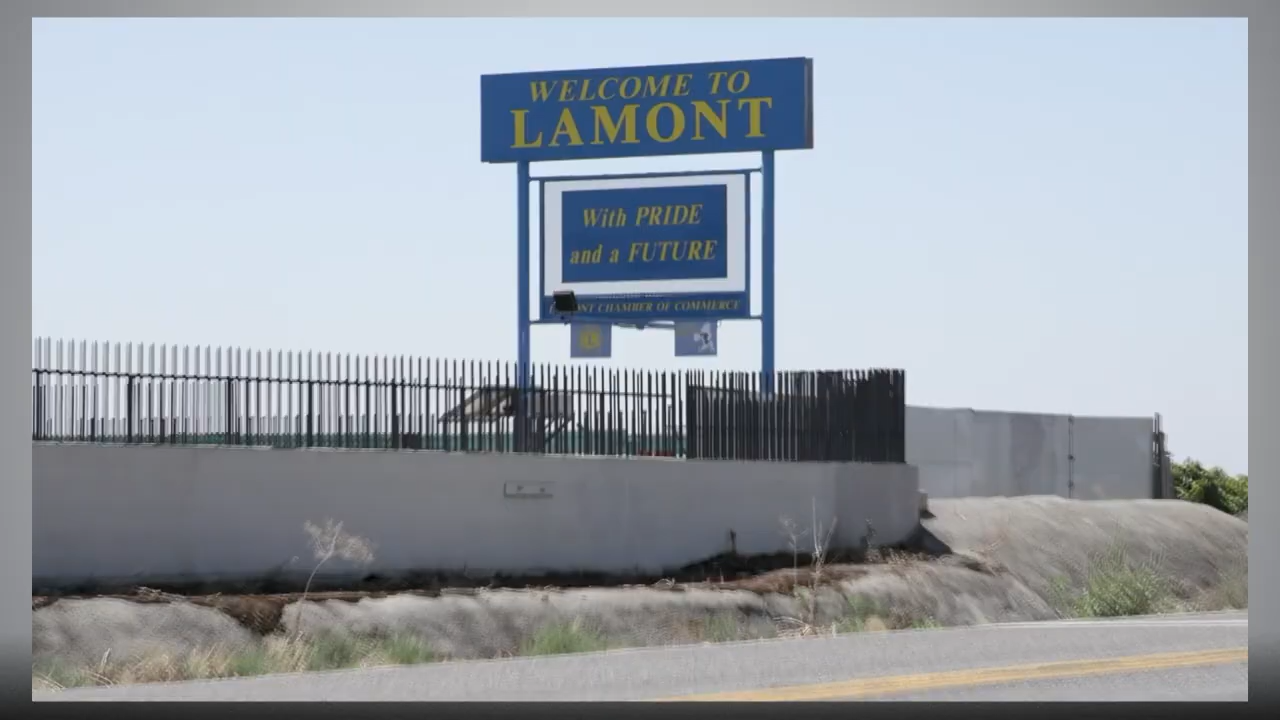 WELCOME TO
LAMONT
With PRIDE
and a FUTURE
CHAMBER OF COMMERCE